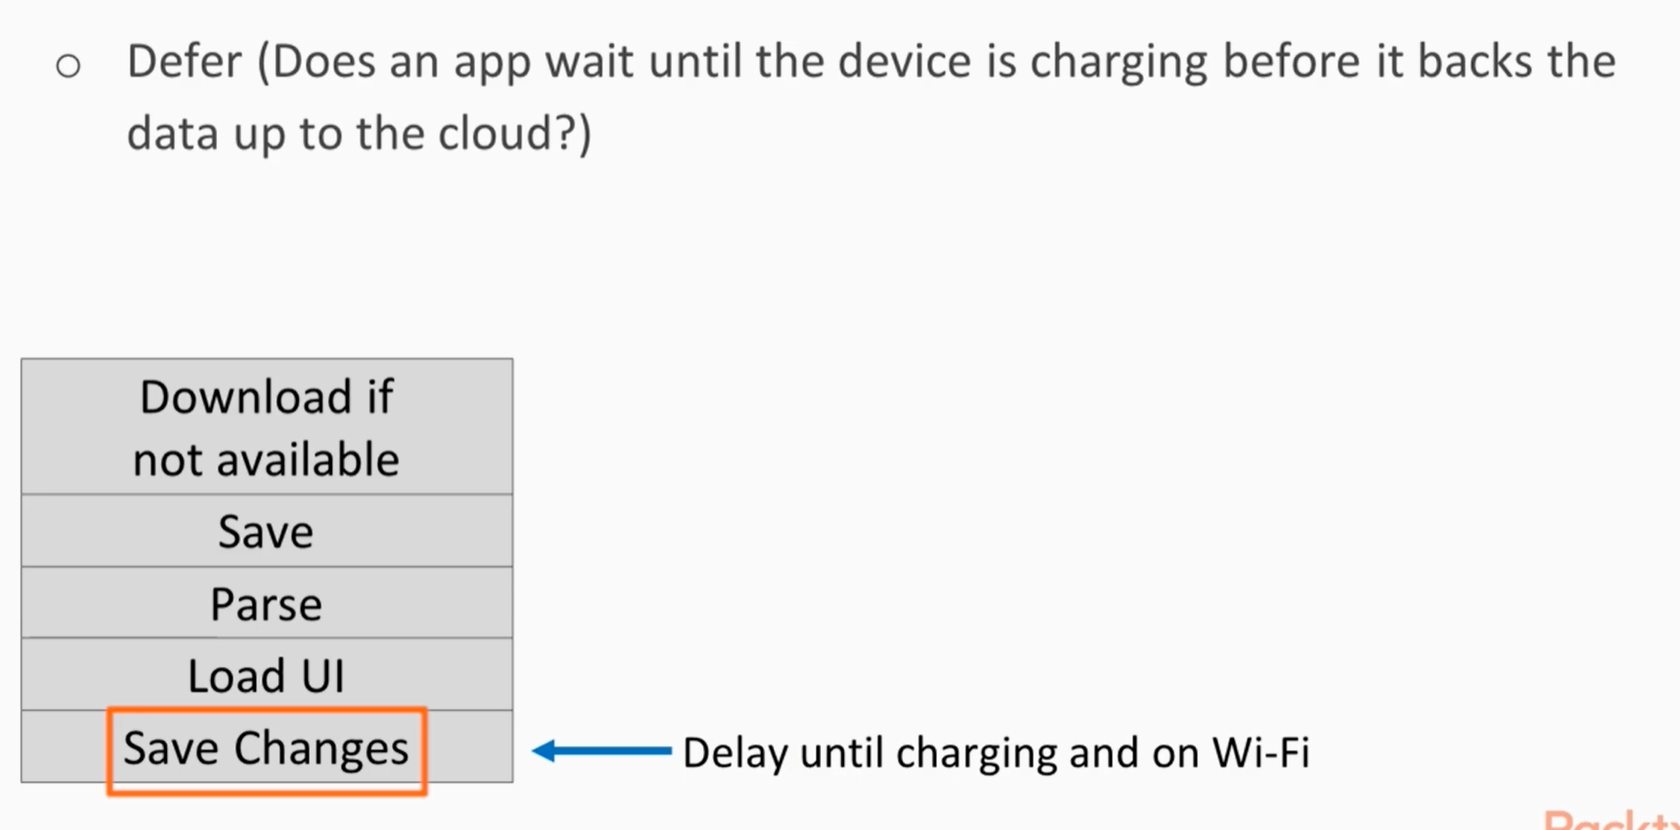 Defer (Does an app wait until the device is charging before it backs the
data up to the cloud?)
Download if
not available
Save
Parse
Load UI
Save Changes
Delay until charging and on Wi-Fi